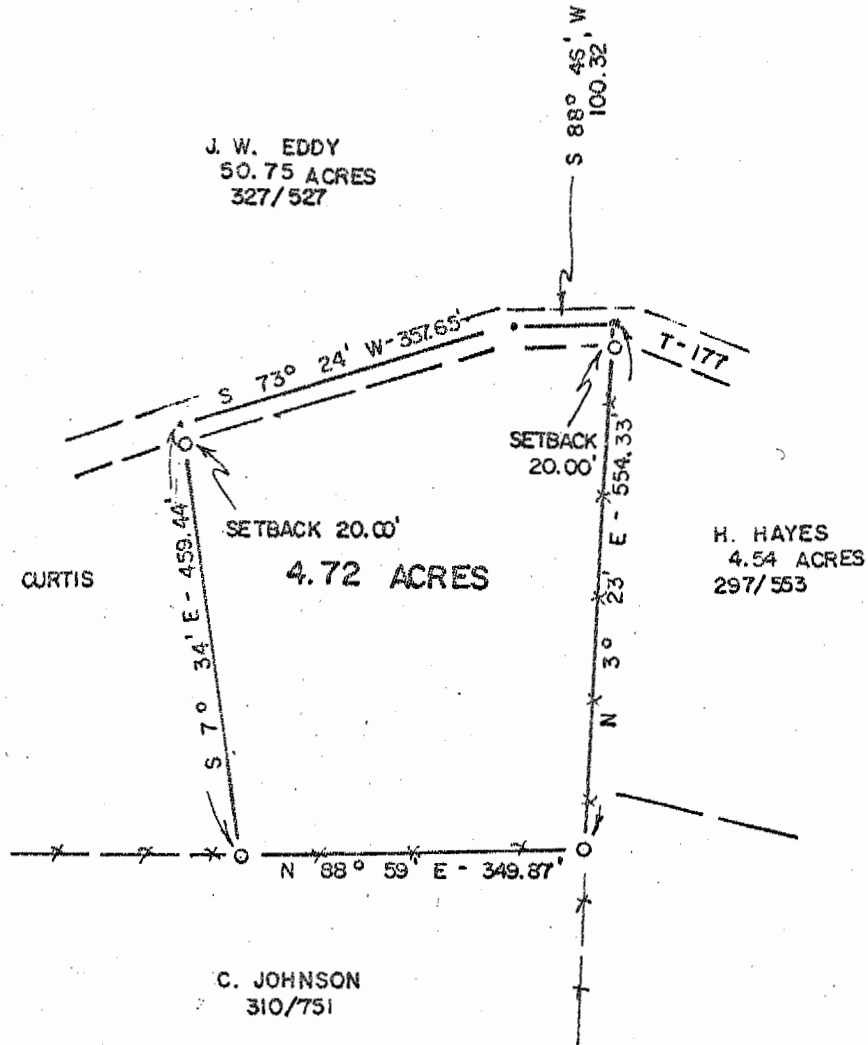 S 88° 46' W
100.32'
J. W. EDDY
50.75 ACRES
327/527
S 73° 24' W-357.65'
T-177
SETBACK
20.00'
SETBACK 20.00'
4.72 ACRES
CURTIS
S 7° 34' E - 459.44'
N 3° 23' E - 554.33'
H. HAYES
4.54 ACRES
297/553
N 88° 59' E - 349.87'
C. JOHNSON
310/751